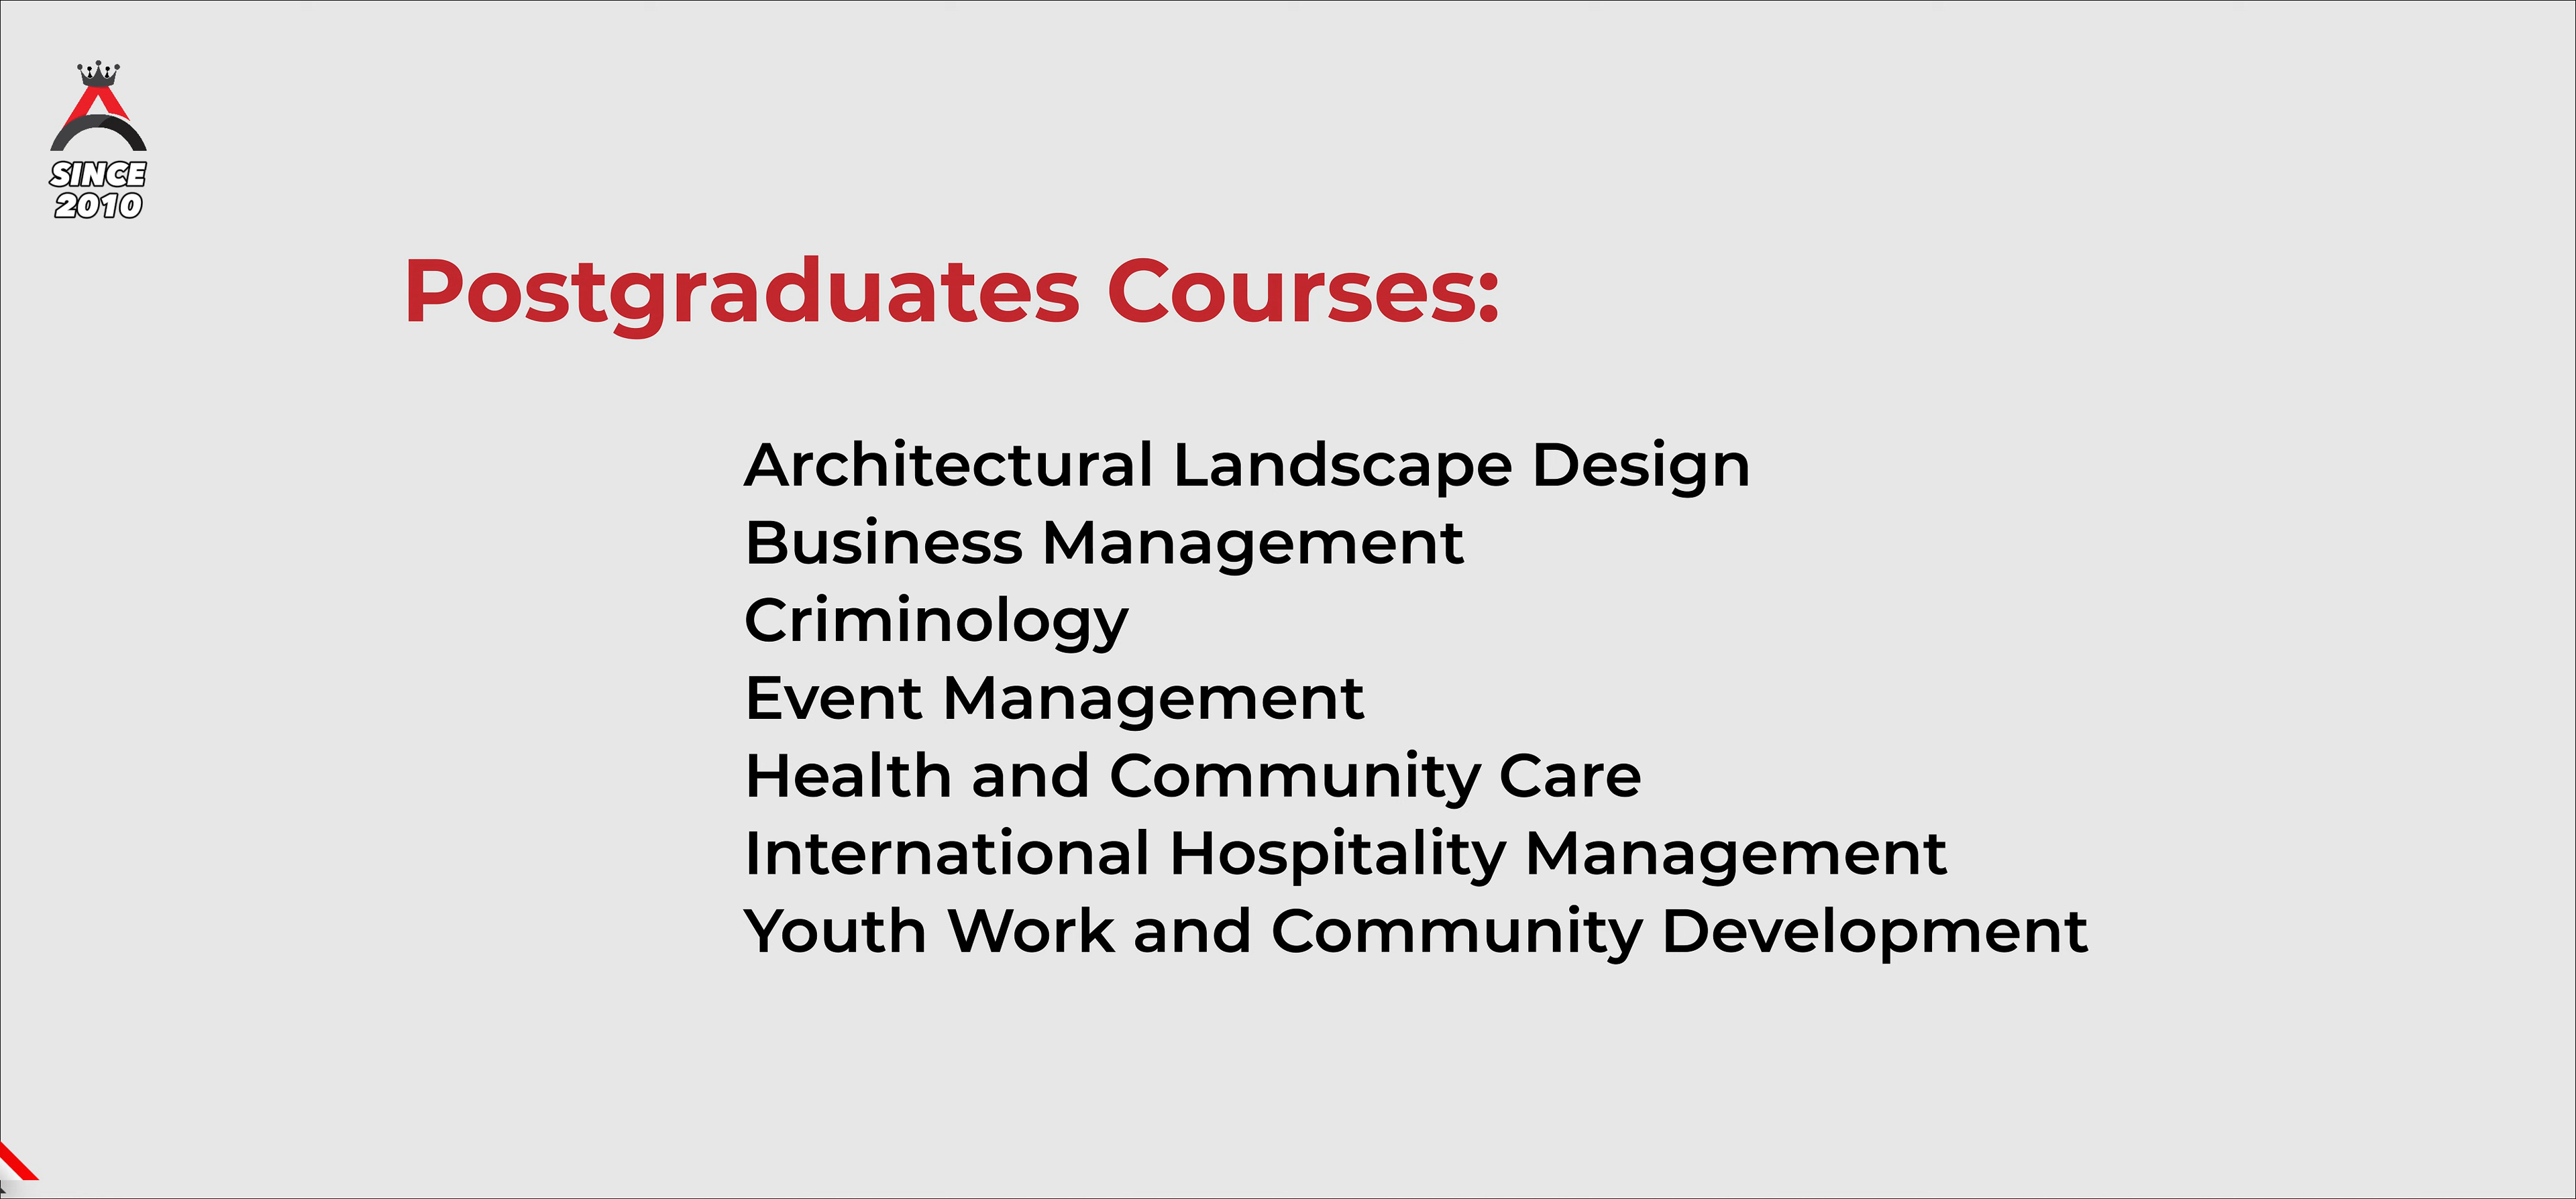 SINCE
2010
Postgraduates Courses:
Architectural Landscape Design
Business Management
Criminology
Event Management
Health and Community Care
International Hospitality Management
Youth Work and Community Development